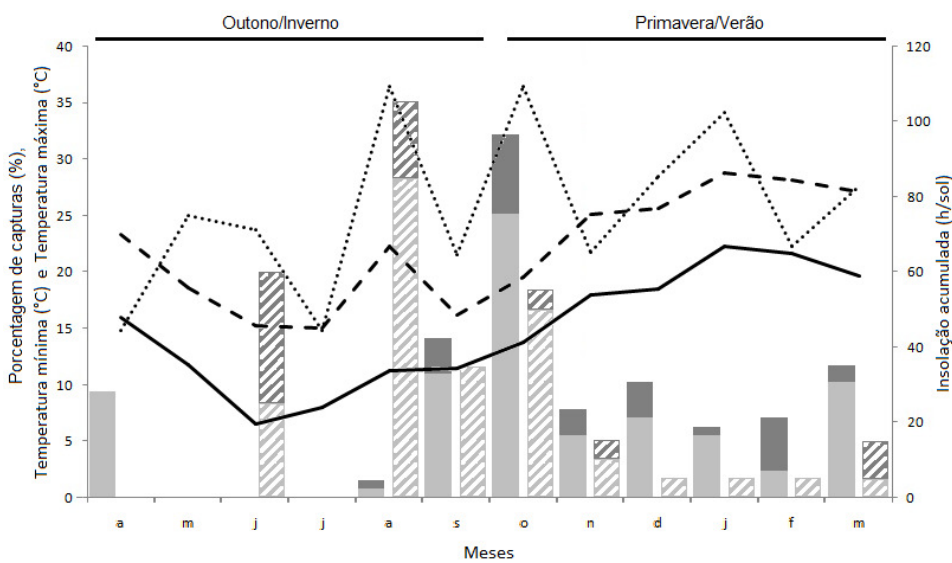 Outono/Inverno
Primavera/Verão
Porcentagem de capturas (%),
Temperatura mínima (°C)  e Temperatura máxima (°C)
40
35
30
25
20
15
10
5
0
120
100
80
60
40
20
0
Insolação acumulada (h/sol)
a m j j a s o n d j f m
Meses